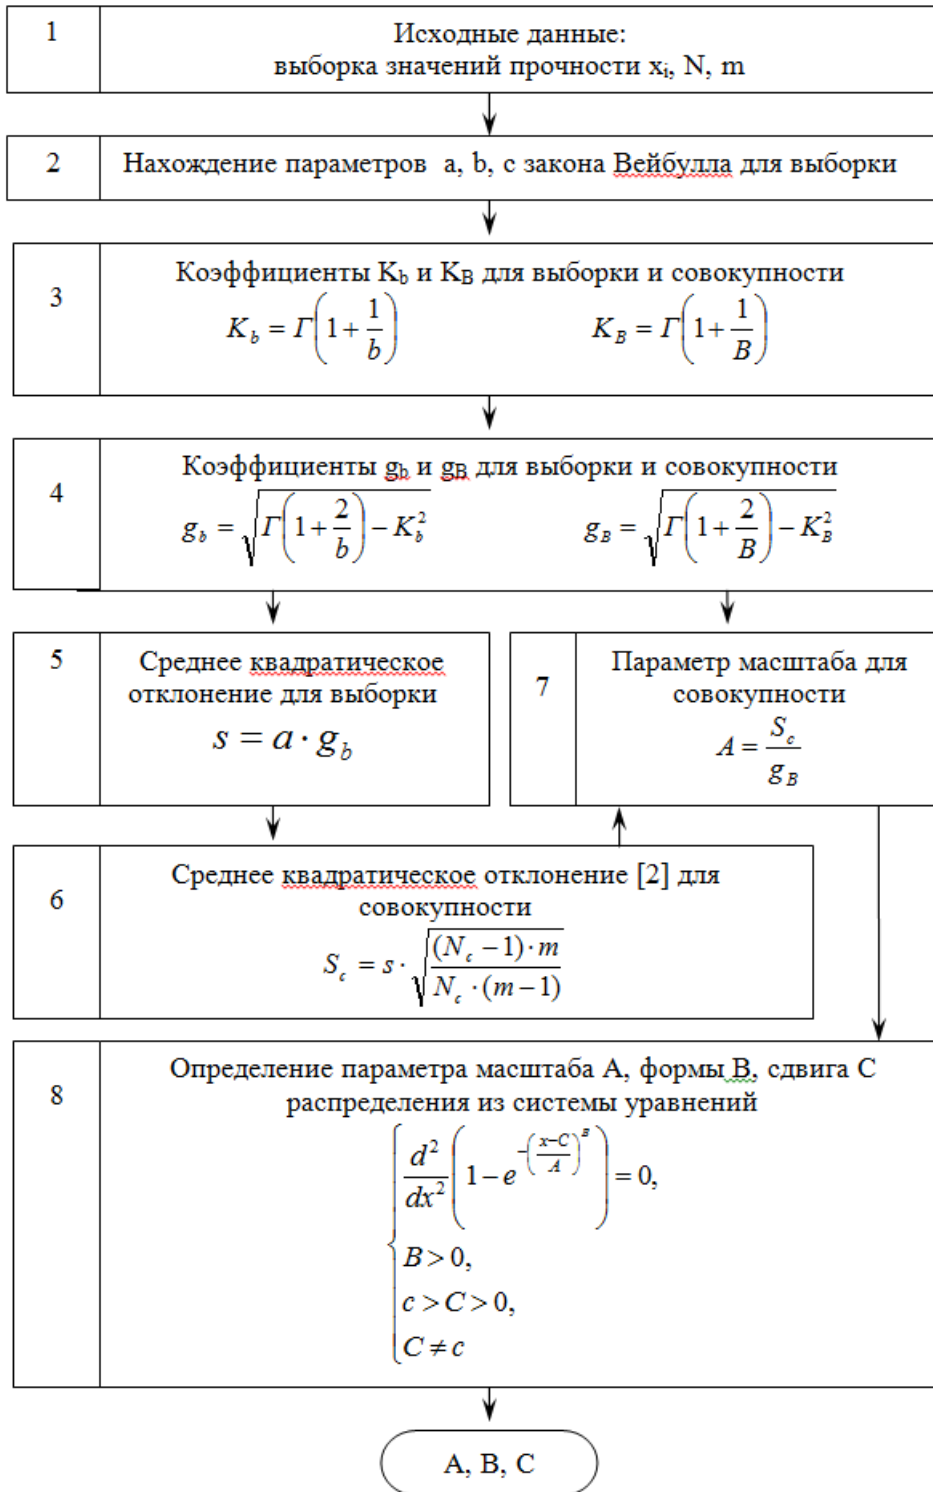 1
Исходные данные:
выборка значений прочности xᵢ, N, m
2
Нахождение параметров a, b, c закона Вейбулла для выборки
3
Коэффициенты K_b и K_B для выборки и совокупности
K_b = Γ(1 + 1/b)
K_B = Γ(1 + 1/B)
4
Коэффициенты g_b и g_B для выборки и совокупности
g_b = √(Γ(1 + 2/b) − K_b²)
g_B = √(Γ(1 + 2/B) − K_B²)
5
Среднее квадратическое
отклонение для выборки
s = a · g_b
7
Параметр масштаба для
совокупности
A = S_c / g_B
6
Среднее квадратическое отклонение [2] для
совокупности
S_c = s · √((N_c − 1) · m / (N_c · (m − 1)))
8
Определение параметра масштаба А, формы В, сдвига С
распределения из системы уравнений
d²/dx² (1 − e^(−((x−C)/A)^B)) = 0,
B > 0,
c > C > 0,
C ≠ c
А, В, С